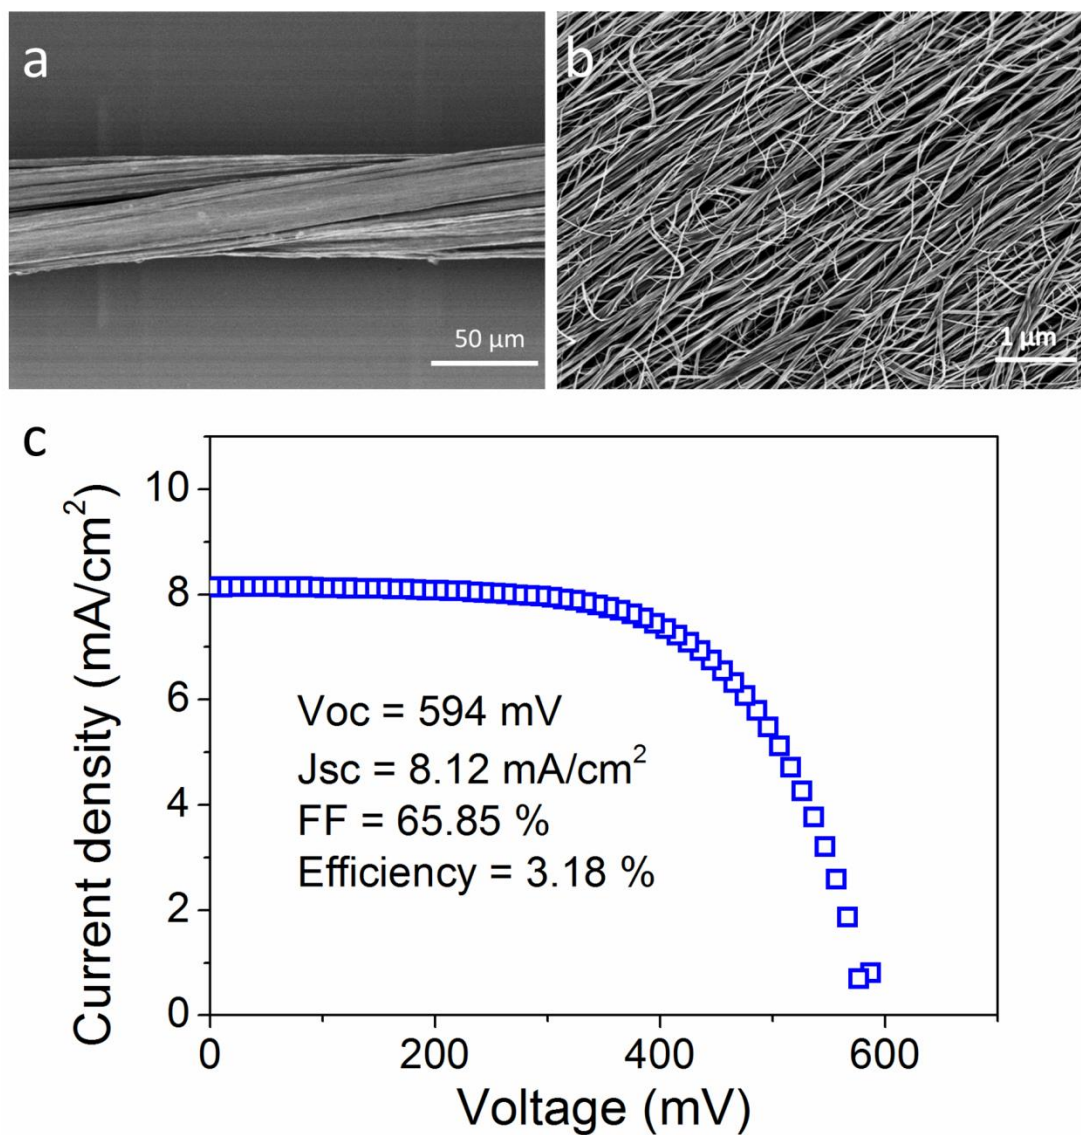 a
b
50 μm
1 μm
c
Current density (mA/cm²)
10
8
6
4
2
0
Voc = 594 mV
Jsc = 8.12 mA/cm²
FF = 65.85 %
Efficiency = 3.18 %
0 200 400 600
Voltage (mV)